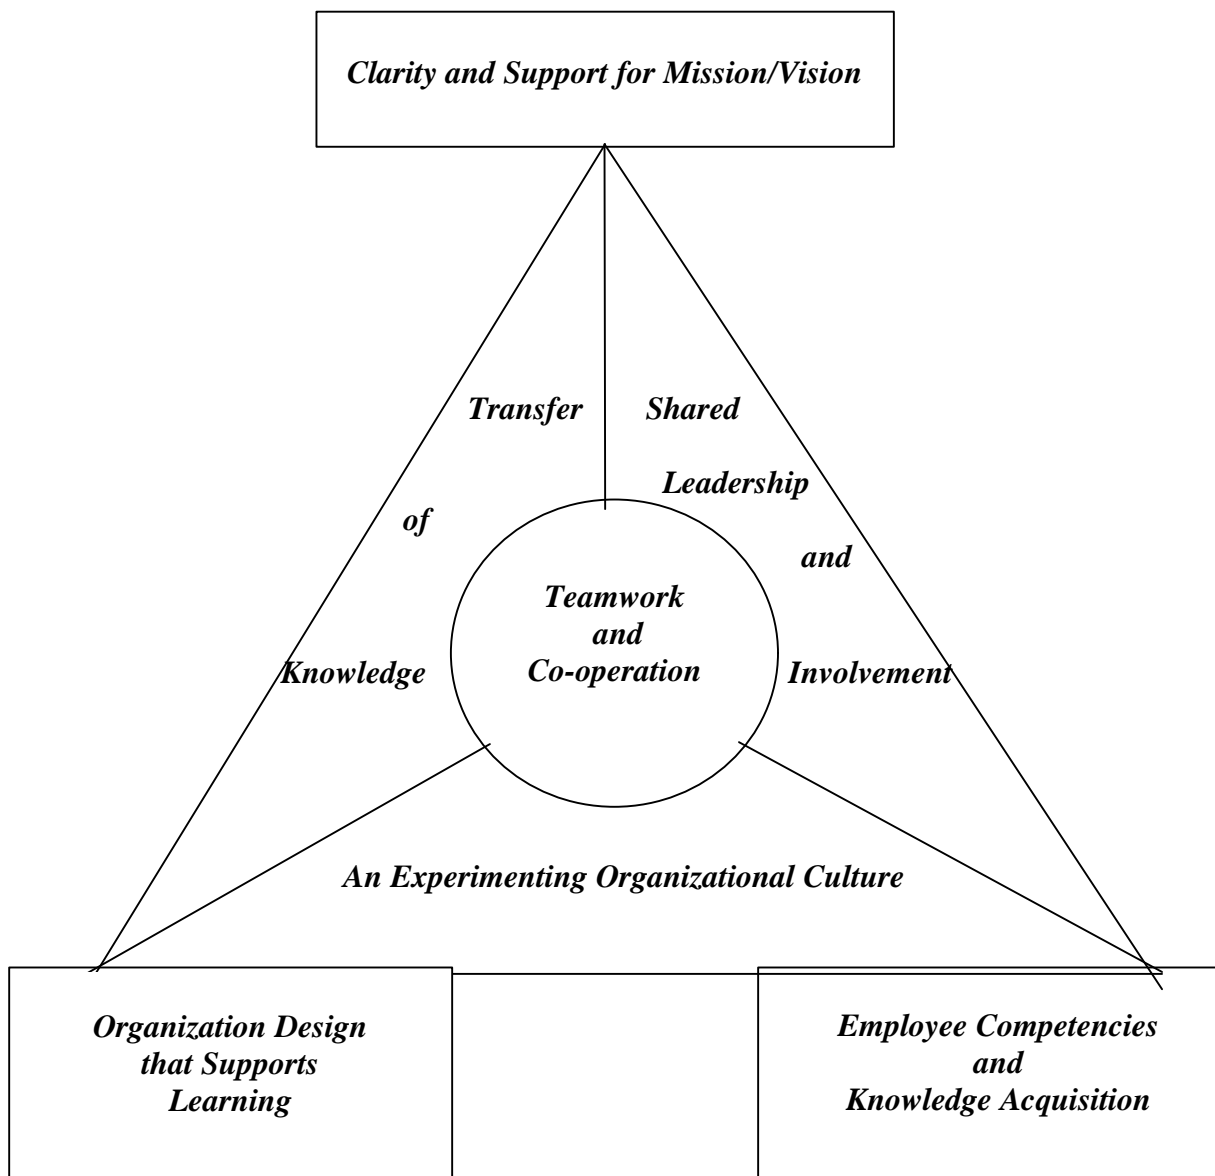 Clarity and Support for Mission/Vision
Transfer
of
Knowledge
Shared
Leadership
and
Involvement
Teamwork
and
Co-operation
An Experimenting Organizational Culture
Organization Design
that Supports
Learning
Employee Competencies
and
Knowledge Acquisition